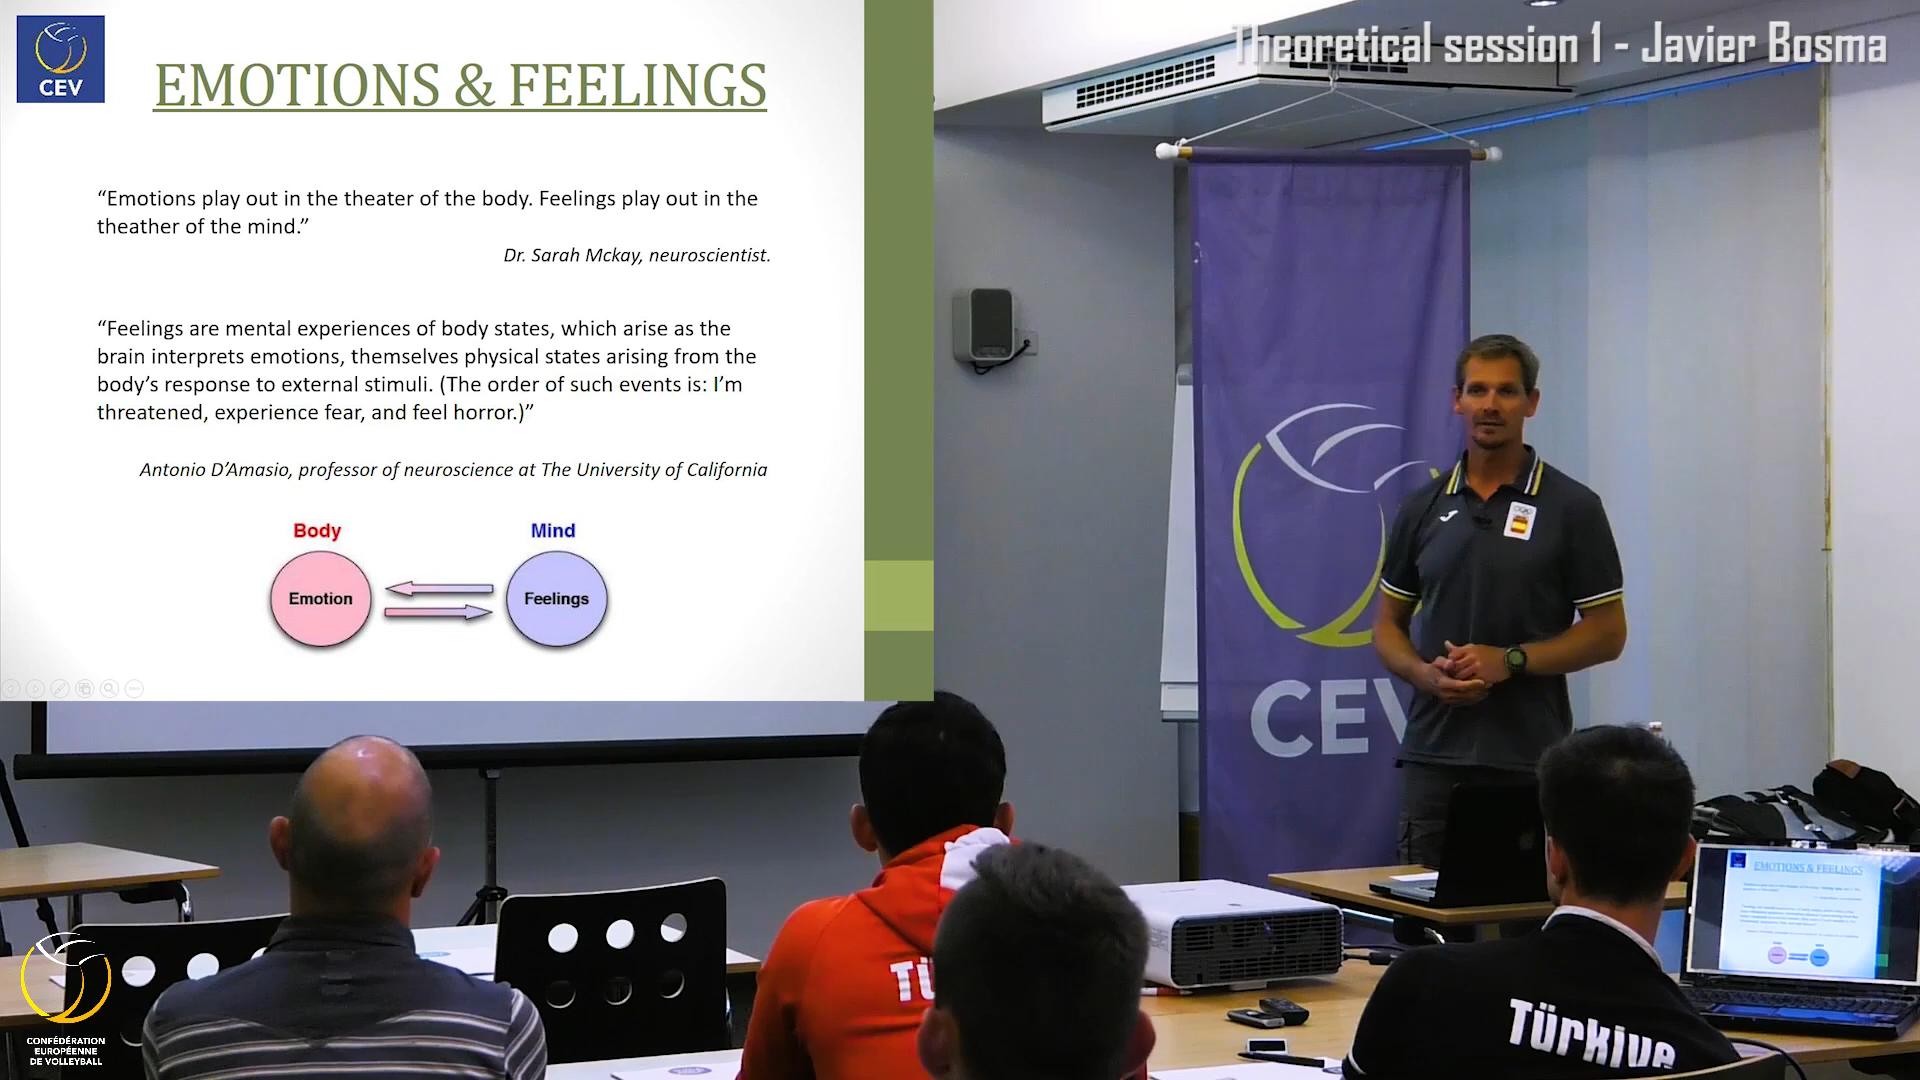 CEV
EMOTIONS & FEELINGS
“Emotions play out in the theater of the body. Feelings play out in the
theather of the mind.”
Dr. Sarah Mckay, neuroscientist.
“Feelings are mental experiences of body states, which arise as the
brain interprets emotions, themselves physical states arising from the
body’s response to external stimuli. (The order of such events is: I’m
threatened, experience fear, and feel horror.)”
Antonio D’Amasio, professor of neuroscience at The University of California
Body
Mind
Emotion
Feelings
Theoretical session 1 - Javier Bosma
CEV
TÜ
Türkiye
EMOTIONS & FEELINGS
CONFÉDÉRATION
EUROPÉENNE
DE VOLLEYBALL